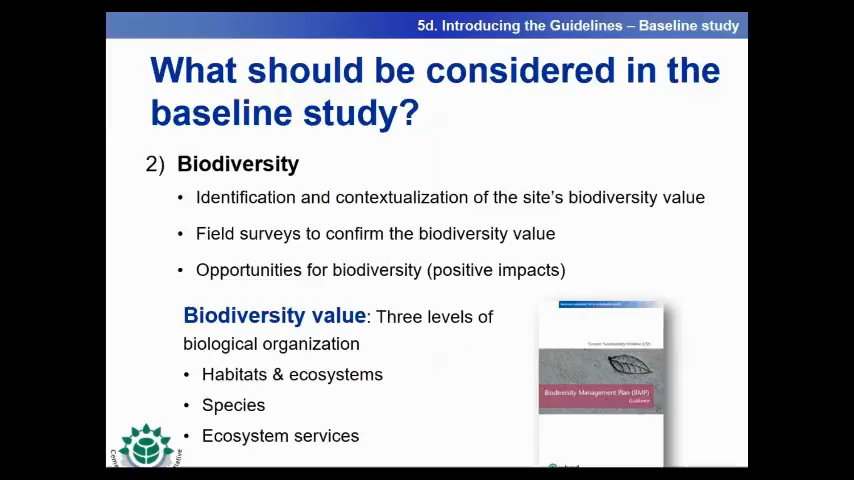 5d. Introducing the Guidelines – Baseline study
What should be considered in the
baseline study?
2) Biodiversity
• Identification and contextualization of the site's biodiversity value
• Field surveys to confirm the biodiversity value
• Opportunities for biodiversity (positive impacts)
Biodiversity value: Three levels of
biological organization
• Habitats & ecosystems
• Species
• Ecosystem services
Cement Sustainability Initiative (CSI)
Biodiversity Management Plan (BMP)
Guidance